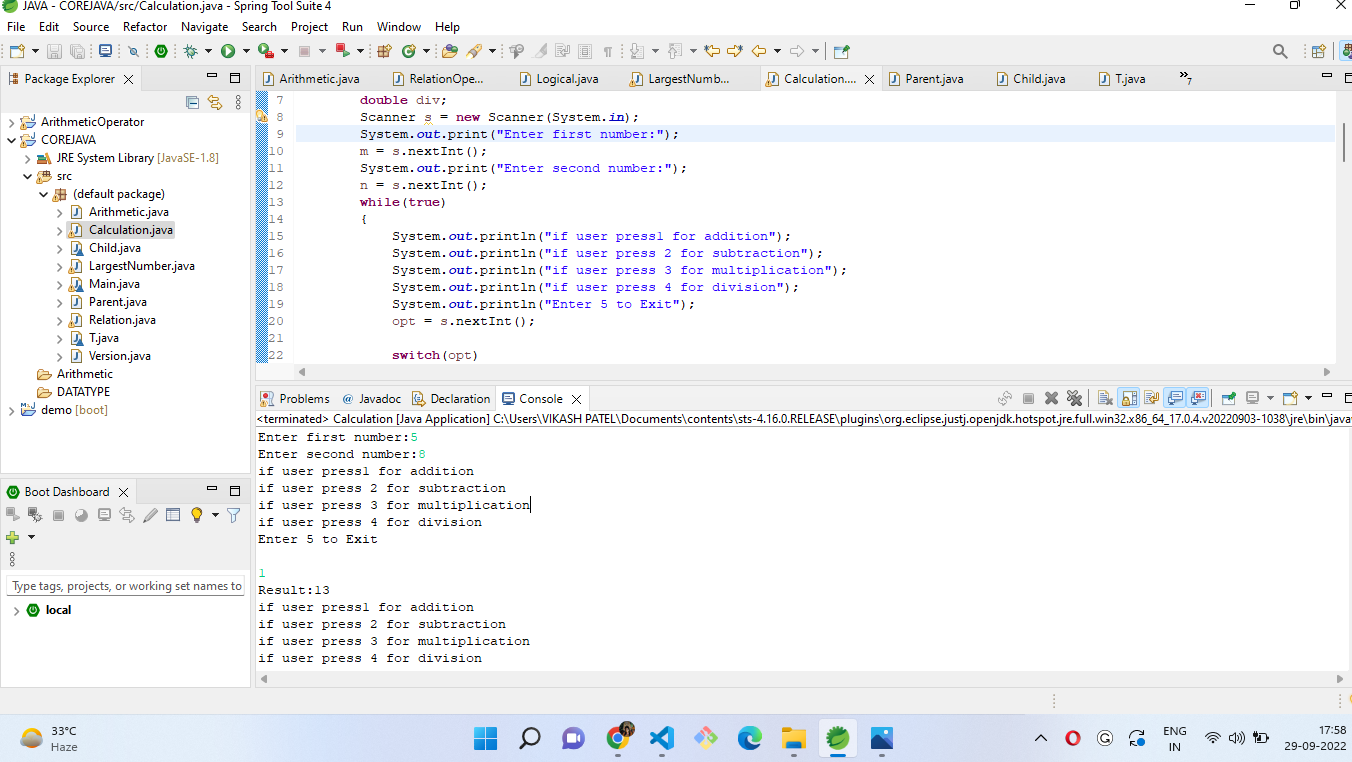 JAVA - COREJAVA/src/Calculation.java - Spring Tool Suite 4
File Edit Source Refactor Navigate Search Project Run Window Help
Package Explorer
ArithmeticOperator
COREJAVA
JRE System Library [JavaSE-1.8]
src
(default package)
Arithmetic.java
Calculation.java
Child.java
LargestNumber.java
Main.java
Parent.java
Relation.java
T.java
Version.java
Arithmetic
DATATYPE
demo [boot]
Boot Dashboard
Type tags, projects, or working set names to
local
Arithmetic.java RelationOpe... Logical.java LargestNumb... Calculation.... Parent.java Child.java T.java »7
7 double div;
8 Scanner s = new Scanner(System.in);
9 System.out.print("Enter first number:");
10 m = s.nextInt();
11 System.out.print("Enter second number:");
12 n = s.nextInt();
13 while(true)
14 {
15 System.out.println("if user press1 for addition");
16 System.out.println("if user press 2 for subtraction");
17 System.out.println("if user press 3 for multiplication");
18 System.out.println("if user press 4 for division");
19 System.out.println("Enter 5 to Exit");
20 opt = s.nextInt();
21
22 switch(opt)
Problems @ Javadoc Declaration Console
<terminated> Calculation [Java Application] C:\Users\VIKASH PATEL\Documents\contents\sts-4.16.0.RELEASE\plugins\org.eclipse.justj.openjdk.hotspot.jre.full.win32.x86_64_17.0.4.v20220903-1038\jre\bin\java
Enter first number:5
Enter second number:8
if user press1 for addition
if user press 2 for subtraction
if user press 3 for multiplication
if user press 4 for division
Enter 5 to Exit
1
Result:13
if user press1 for addition
if user press 2 for subtraction
if user press 3 for multiplication
if user press 4 for division
33°C
Haze
ENG
IN
17:58
29-09-2022